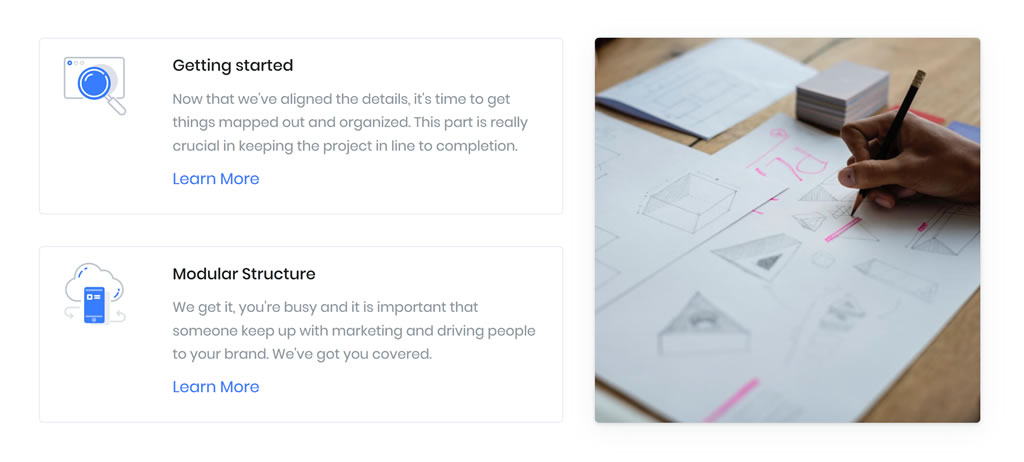 Getting started
Now that we've aligned the details, it's time to get
things mapped out and organized. This part is really
crucial in keeping the project in line to completion.
Learn More
Modular Structure
We get it, you're busy and it is important that
someone keep up with marketing and driving people
to your brand. We've got you covered.
Learn More